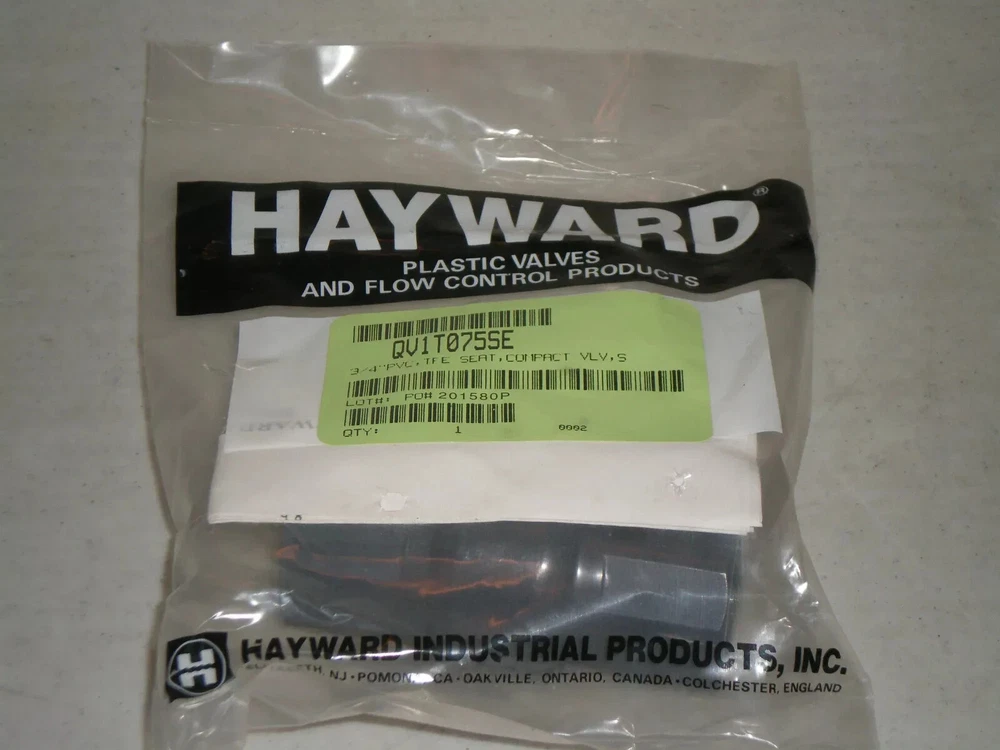 HAYWARD®
PLASTIC VALVES
AND FLOW CONTROL PRODUCTS
QV1T075SE
3/4"PVC,TFE SEAT,COMPACT VLV,S
LOT#: PO# 201580P
QTY: 1 0002
H HAYWARD INDUSTRIAL PRODUCTS, INC.
NJ • POMONA, CA • OAKVILLE, ONTARIO, CANADA • COLCHESTER, ENGLAND